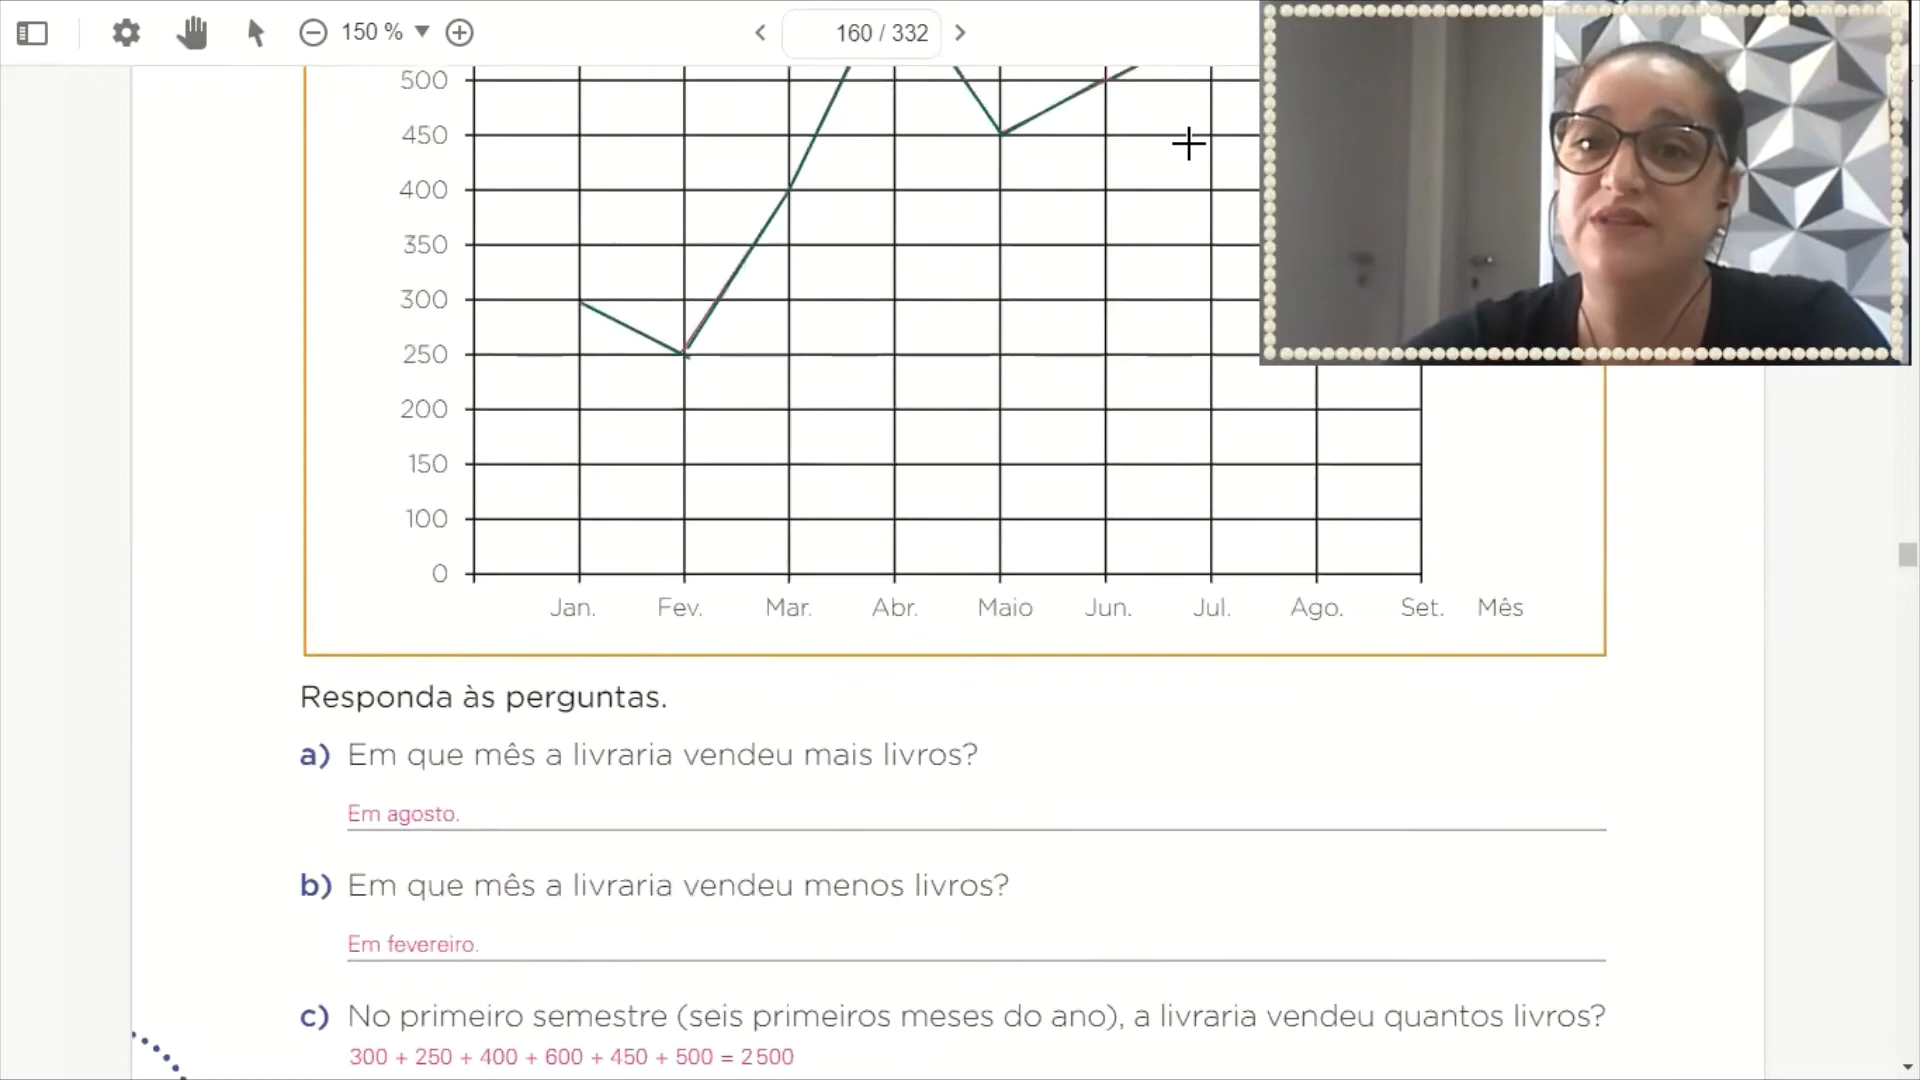 150 %
160 / 332
500
450
400
350
300
250
200
150
100
0
Jan. Fev. Mar. Abr. Maio Jun. Jul. Ago. Set. Mês
Responda às perguntas.
a) Em que mês a livraria vendeu mais livros?
Em agosto.
b) Em que mês a livraria vendeu menos livros?
Em fevereiro.
c) No primeiro semestre (seis primeiros meses do ano), a livraria vendeu quantos livros?
300 + 250 + 400 + 600 + 450 + 500 = 2 500